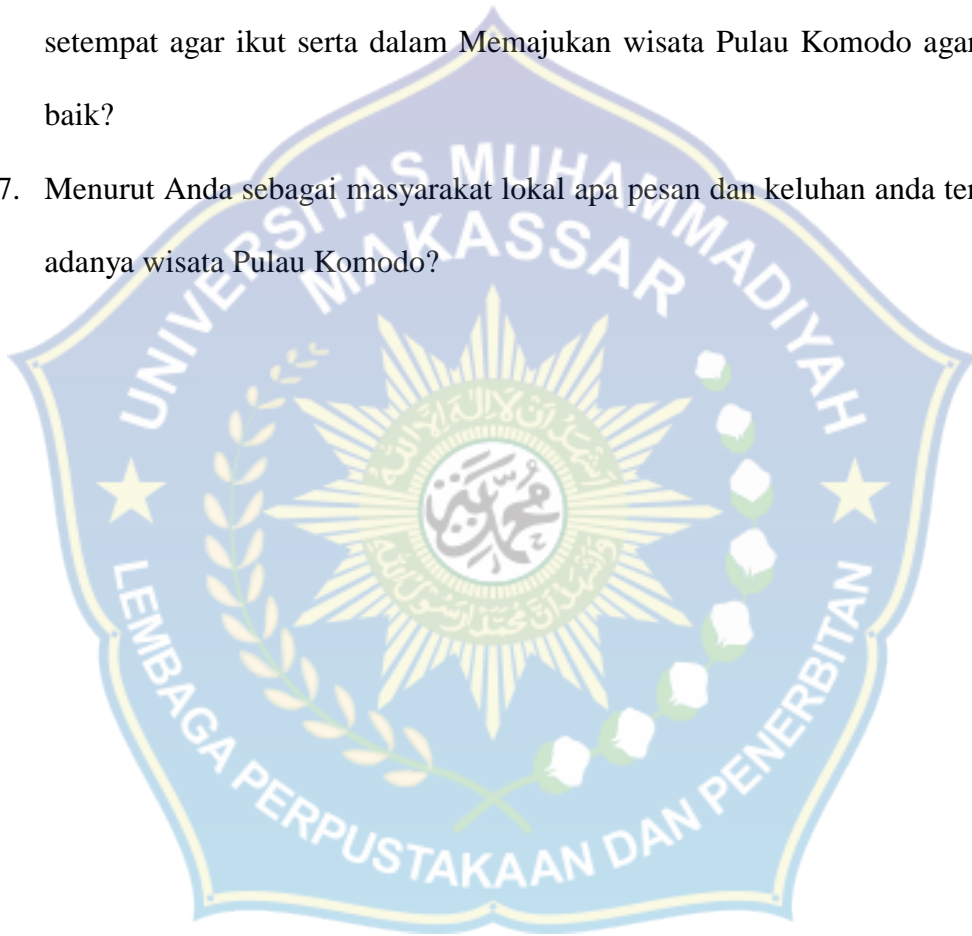 setempat agar ikut serta dalam Memajukan wisata Pulau Komodo agar
baik?
7. Menurut Anda sebagai masyarakat lokal apa pesan dan keluhan anda
adanya wisata Pulau Komodo?
UNIVERSITAS MUHAMMADIYAH
MAKASSAR
LEMBAGA PERPUSTAKAAN DAN PENERBITAN